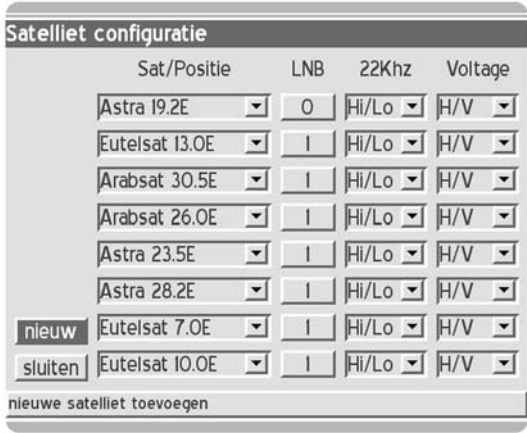 Satelliet configuratie
Sat/Positie LNB 22Khz Voltage
Astra 19.2E 0 Hi/Lo H/V
Eutelsat 13.0E 1 Hi/Lo H/V
Arabsat 30.5E 1 Hi/Lo H/V
Arabsat 26.0E 1 Hi/Lo H/V
Astra 23.5E 1 Hi/Lo H/V
Astra 28.2E 1 Hi/Lo H/V
nieuw Eutelsat 7.0E 1 Hi/Lo H/V
sluiten Eutelsat 10.0E 1 Hi/Lo H/V
nieuwe satelliet toevoegen